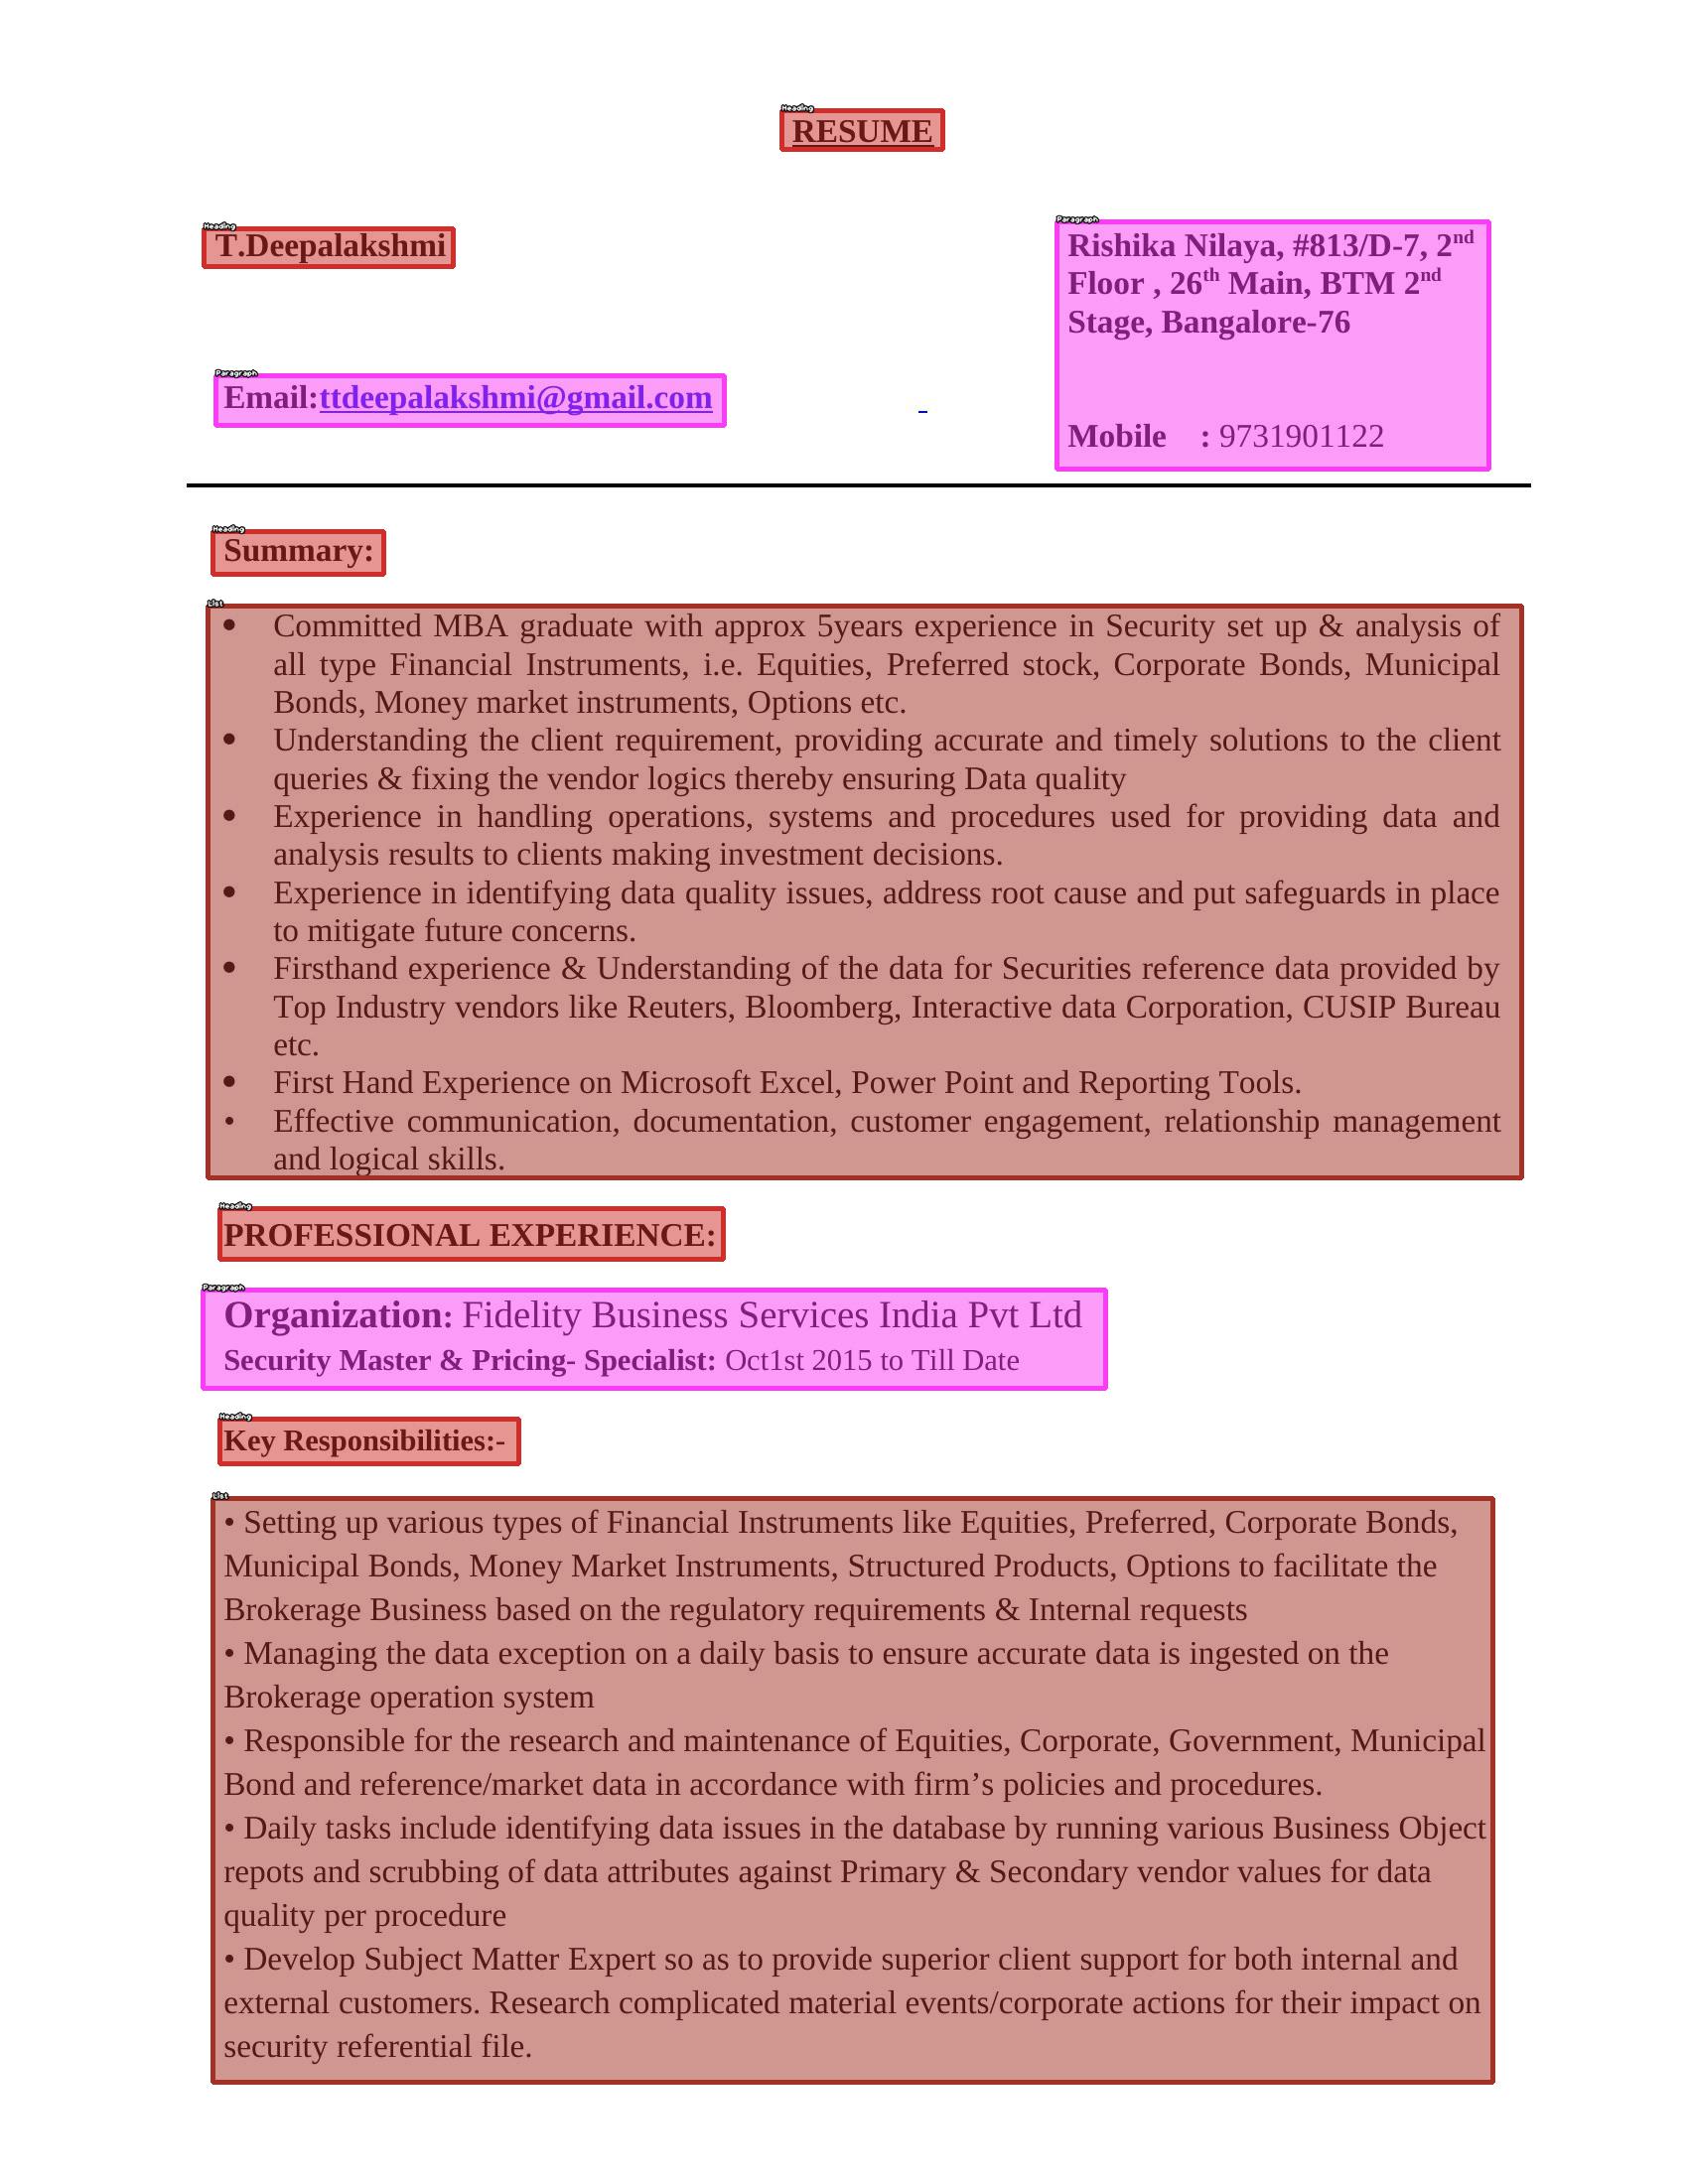 Heading
RESUME
Heading
T.Deepalakshmi
Paragraph
Rishika Nilaya, #813/D-7, 2nd
Floor , 26th Main, BTM 2nd
Stage, Bangalore-76
Paragraph
Email:ttdeepalakshmi@gmail.com
Mobile : 9731901122
Heading
Summary:
List
• Committed MBA graduate with approx 5years experience in Security set up & analysis of
all type Financial Instruments, i.e. Equities, Preferred stock, Corporate Bonds, Municipal
Bonds, Money market instruments, Options etc.
• Understanding the client requirement, providing accurate and timely solutions to the client
queries & fixing the vendor logics thereby ensuring Data quality
• Experience in handling operations, systems and procedures used for providing data and
analysis results to clients making investment decisions.
• Experience in identifying data quality issues, address root cause and put safeguards in place
to mitigate future concerns.
• Firsthand experience & Understanding of the data for Securities reference data provided by
Top Industry vendors like Reuters, Bloomberg, Interactive data Corporation, CUSIP Bureau
etc.
• First Hand Experience on Microsoft Excel, Power Point and Reporting Tools.
• Effective communication, documentation, customer engagement, relationship management
and logical skills.
Heading
PROFESSIONAL EXPERIENCE:
Paragraph
Organization: Fidelity Business Services India Pvt Ltd
Security Master & Pricing- Specialist: Oct1st 2015 to Till Date
Heading
Key Responsibilities:-
List
• Setting up various types of Financial Instruments like Equities, Preferred, Corporate Bonds,
Municipal Bonds, Money Market Instruments, Structured Products, Options to facilitate the
Brokerage Business based on the regulatory requirements & Internal requests
• Managing the data exception on a daily basis to ensure accurate data is ingested on the
Brokerage operation system
• Responsible for the research and maintenance of Equities, Corporate, Government, Municipal
Bond and reference/market data in accordance with firm’s policies and procedures.
• Daily tasks include identifying data issues in the database by running various Business Object
repots and scrubbing of data attributes against Primary & Secondary vendor values for data
quality per procedure
• Develop Subject Matter Expert so as to provide superior client support for both internal and
external customers. Research complicated material events/corporate actions for their impact on
security referential file.